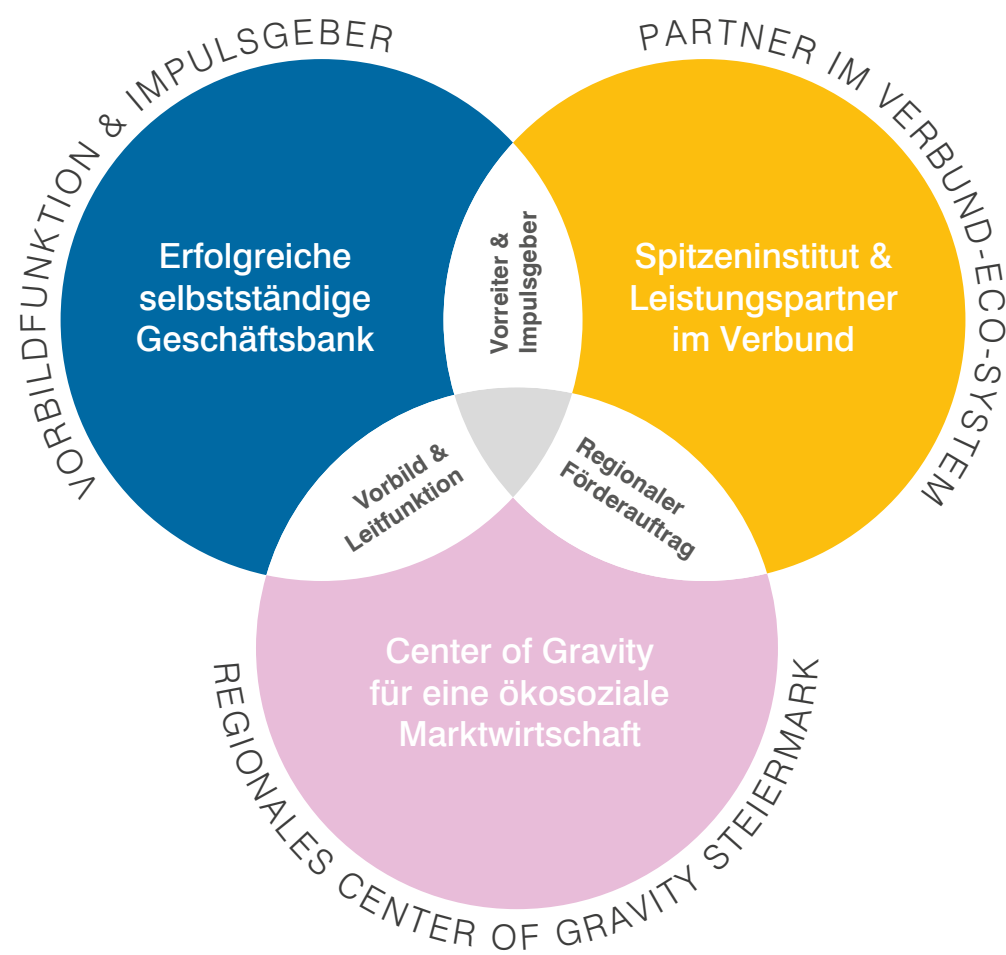 VORBILDFUNKTION & IMPULSGEBER
PARTNER IM VERBUND-ECO-SYSTEM
Erfolgreiche
selbstständige
Geschäftsbank
Vorreiter &
Impulsgeber
Spitzeninstitut &
Leistungspartner
im Verbund
Vorbild &
Leitfunktion
Regionaler
Förderauftrag
Center of Gravity
für eine ökosoziale
Marktwirtschaft
REGIONALES CENTER OF GRAVITY STEIERMARK